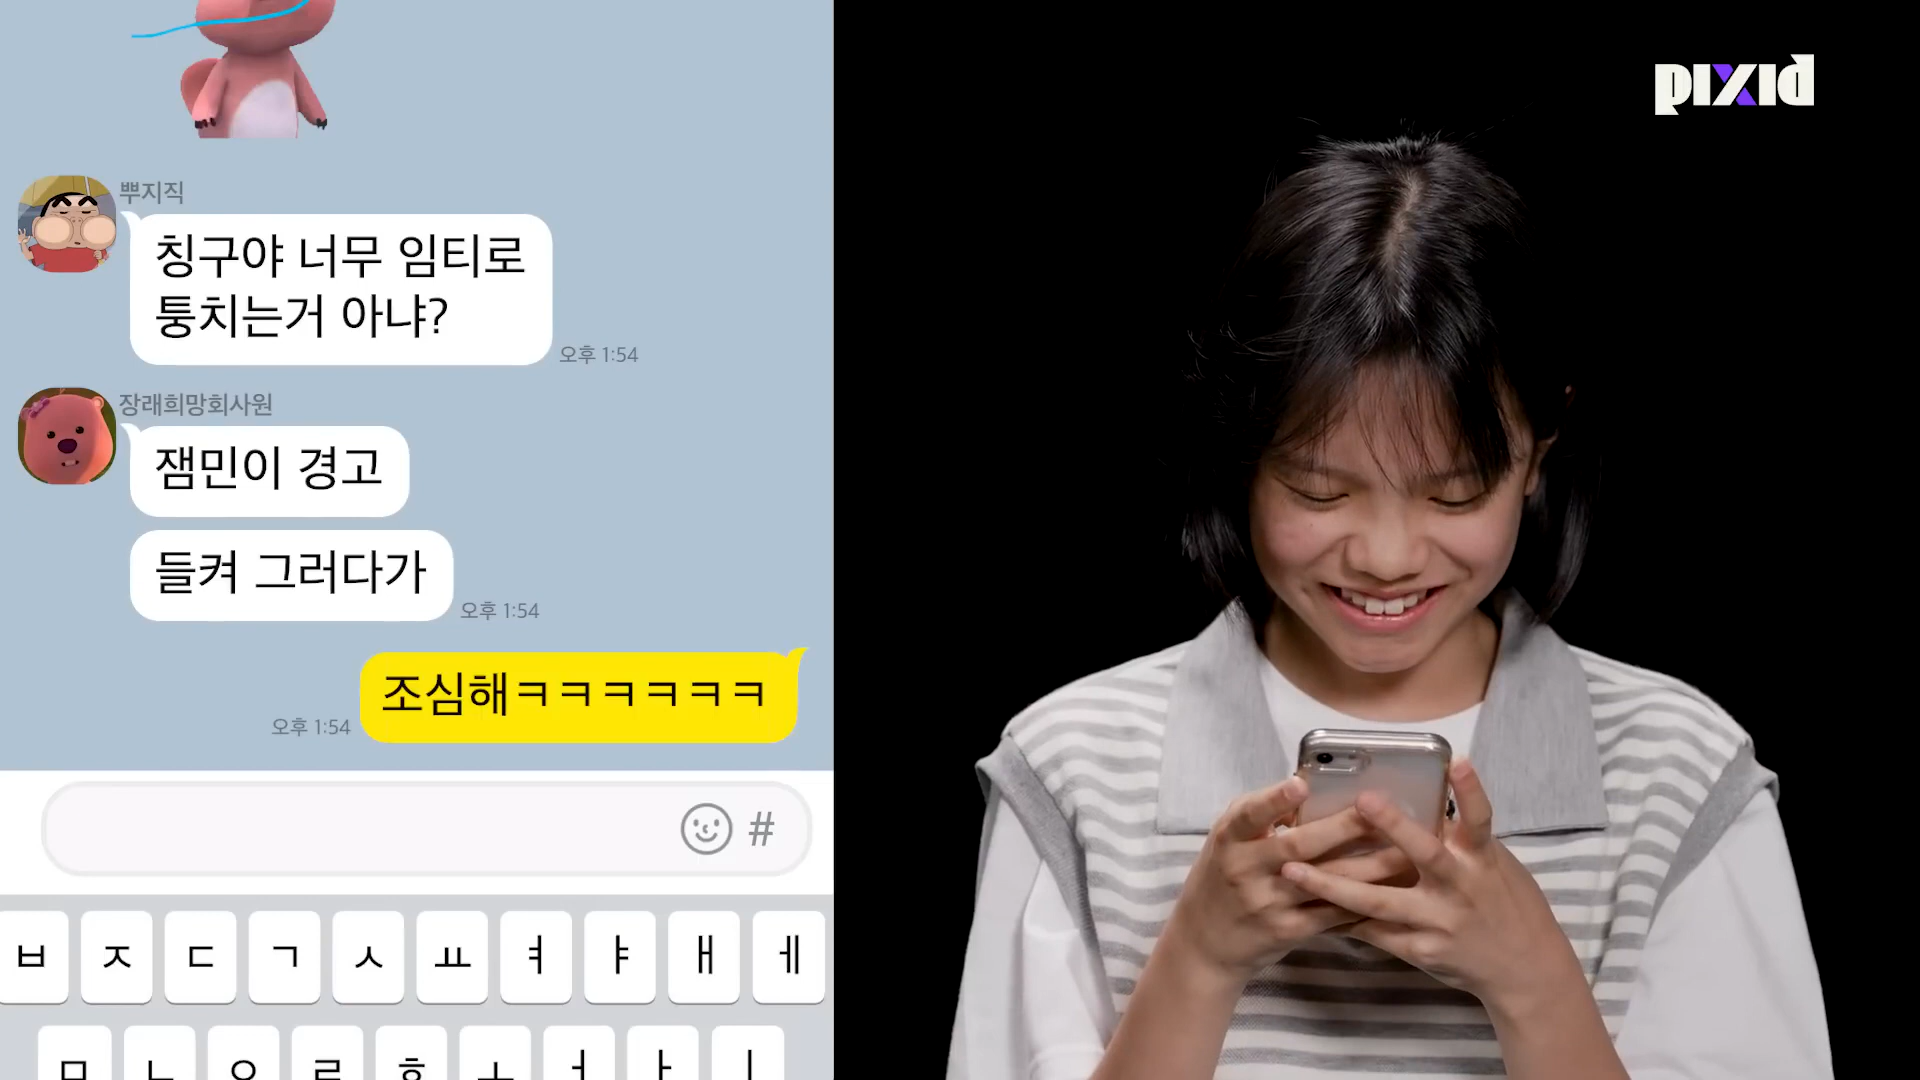 pixid
뿌지직
칭구야 너무 임티로
퉁치는거 아냐?
오후 1:54
장래희망회사원
잼민이 경고
들켜 그러다가
오후 1:54
조심해ㅋㅋㅋㅋㅋㅋ
오후 1:54
#
ㅂ ㅈ ㄷ ㄱ ㅅ ㅛ ㅕ ㅑ ㅐ ㅔ
ㅁ ㄴ ㅇ ㄹ ㅎ ㅗ ㅓ ㅏ ㅣ